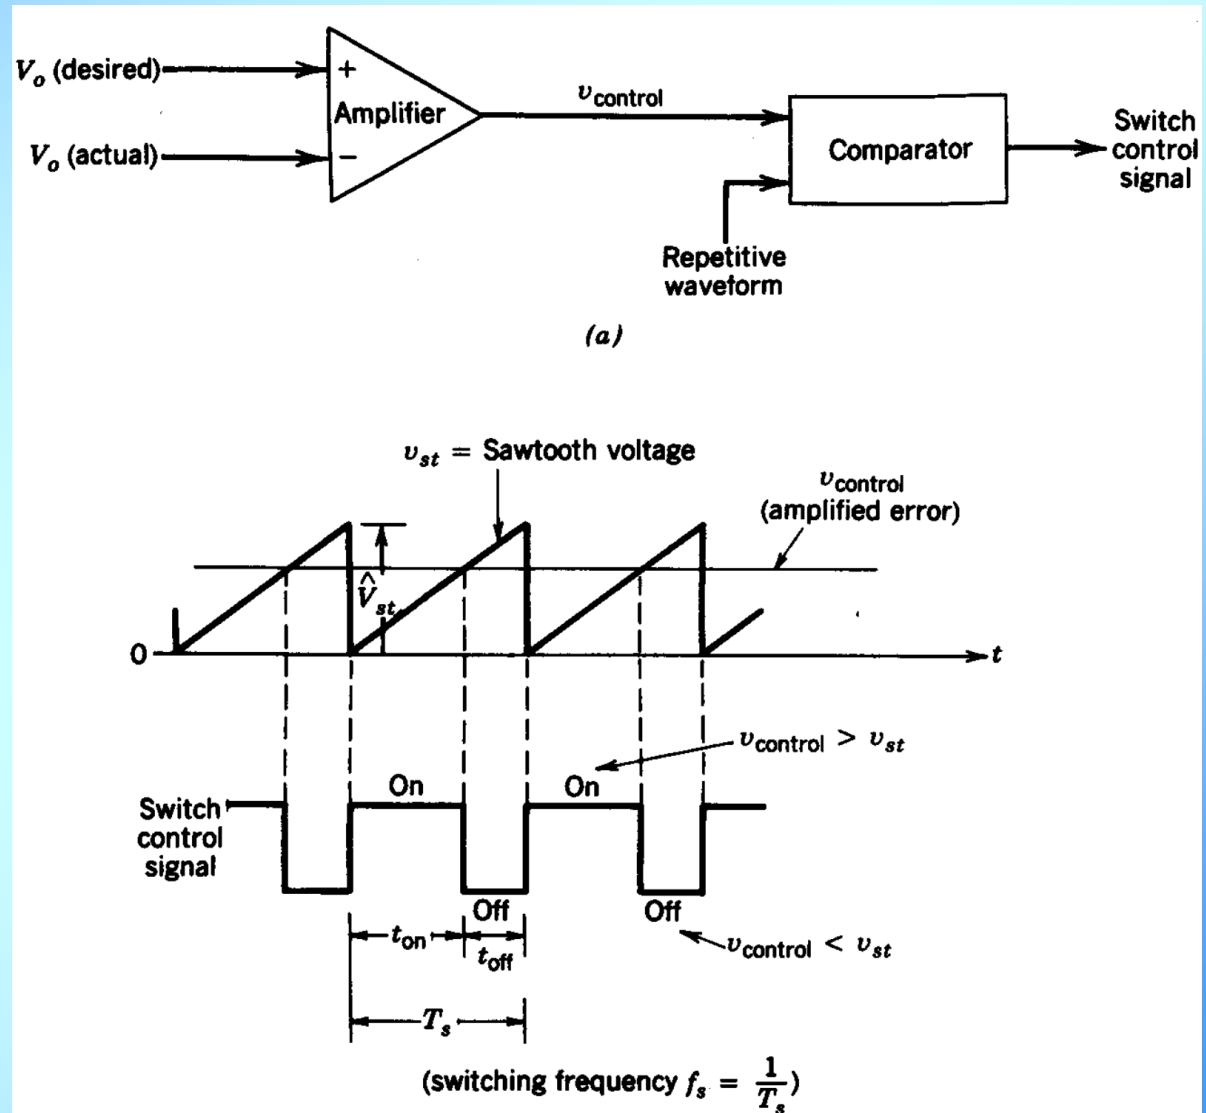 V_o (desired)
+
Amplifier
V_o (actual)
−
v_control
Comparator
Switch
control
signal
Repetitive
waveform
(a)
v_st = Sawtooth voltage
v_control
(amplified error)
V̂_st
0
t
v_control > v_st
On
On
Switch
control
signal
Off
Off
t_on
t_off
v_control < v_st
T_s
(switching frequency f_s = 1/T_s)